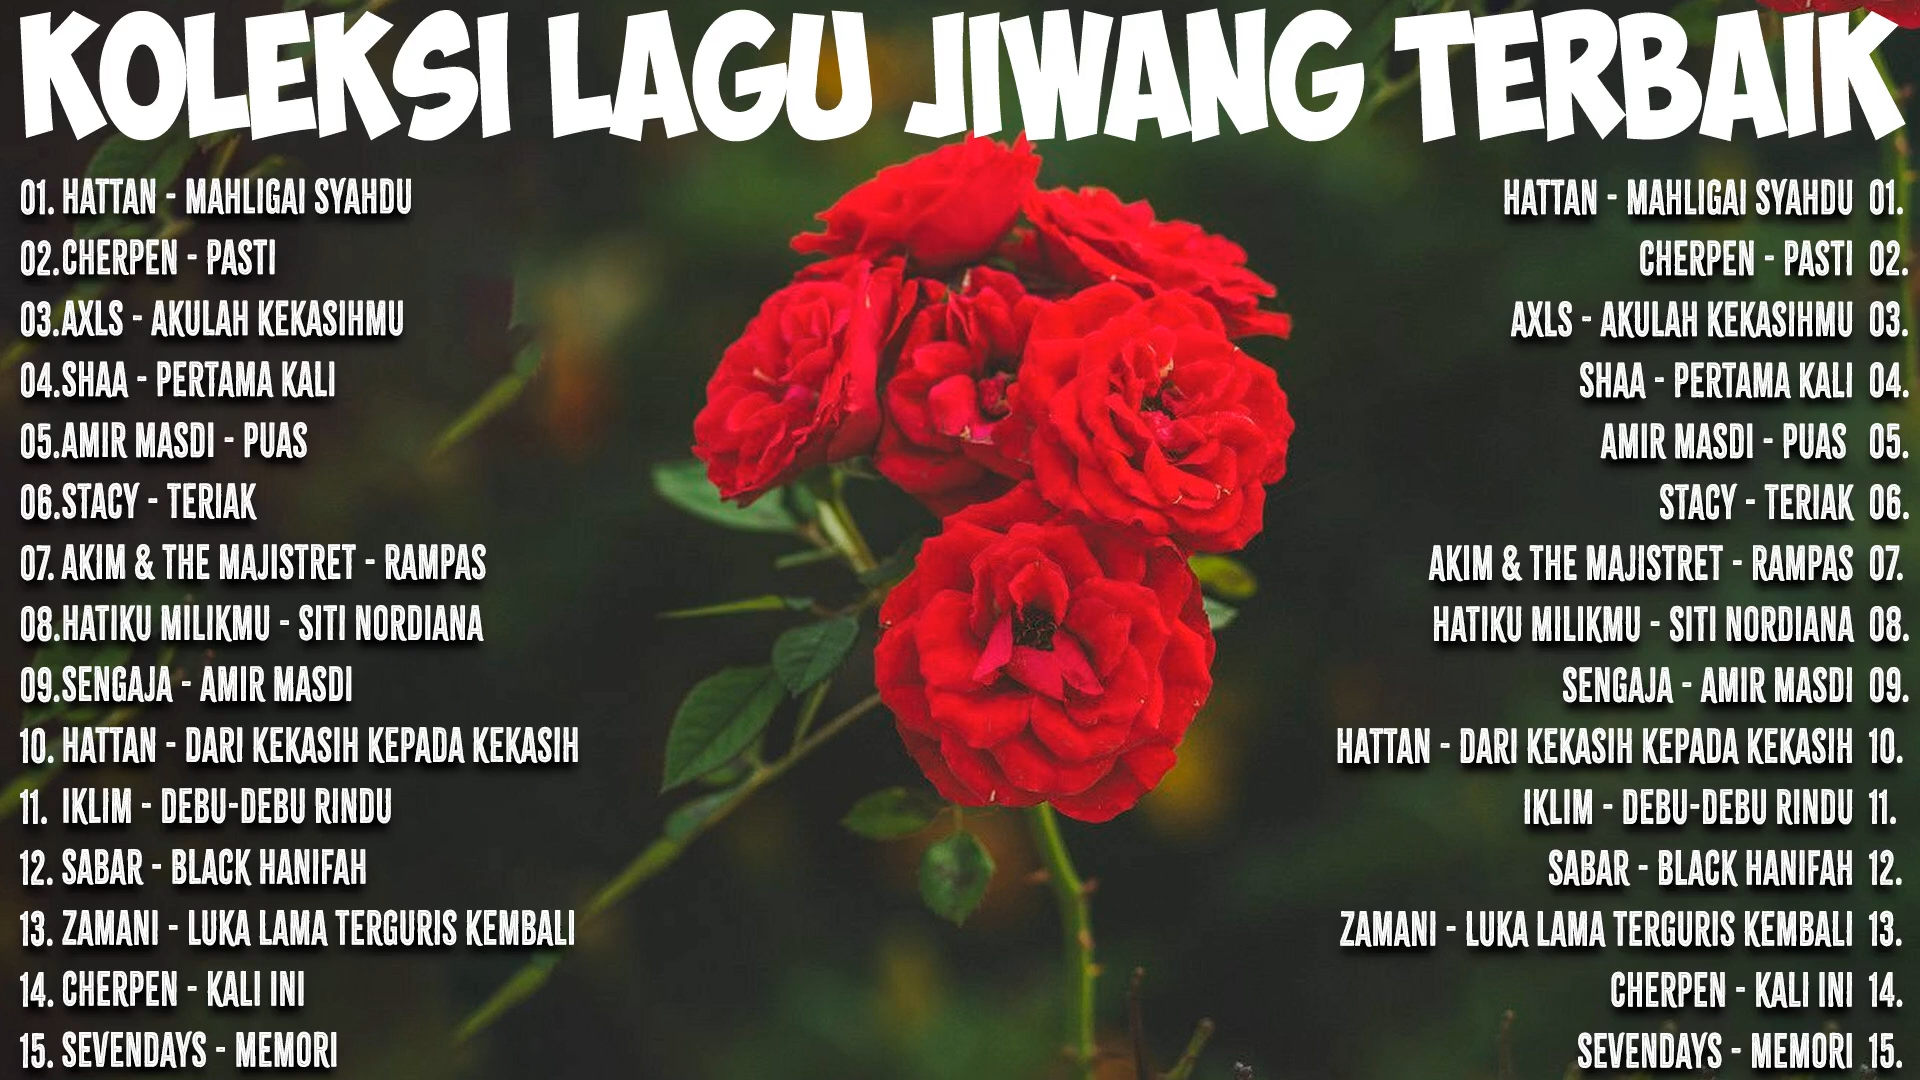 KOLEKSI LAGU JIWANG TERBAIK
01. HATTAN - MAHLIGAI SYAHDU
02. CHERPEN - PASTI
03. AXLS - AKULAH KEKASIHMU
04. SHAA - PERTAMA KALI
05. AMIR MASDI - PUAS
06. STACY - TERIAK
07. AKIM & THE MAJISTRET - RAMPAS
08. HATIKU MILIKMU - SITI NORDIANA
09. SENGAJA - AMIR MASDI
10. HATTAN - DARI KEKASIH KEPADA KEKASIH
11. IKLIM - DEBU-DEBU RINDU
12. SABAR - BLACK HANIFAH
13. ZAMANI - LUKA LAMA TERGURIS KEMBALI
14. CHERPEN - KALI INI
15. SEVENDAYS - MEMORI
HATTAN - MAHLIGAI SYAHDU 01.
CHERPEN - PASTI 02.
AXLS - AKULAH KEKASIHMU 03.
SHAA - PERTAMA KALI 04.
AMIR MASDI - PUAS 05.
STACY - TERIAK 06.
AKIM & THE MAJISTRET - RAMPAS 07.
HATIKU MILIKMU - SITI NORDIANA 08.
SENGAJA - AMIR MASDI 09.
HATTAN - DARI KEKASIH KEPADA KEKASIH 10.
IKLIM - DEBU-DEBU RINDU 11.
SABAR - BLACK HANIFAH 12.
ZAMANI - LUKA LAMA TERGURIS KEMBALI 13.
CHERPEN - KALI INI 14.
SEVENDAYS - MEMORI 15.